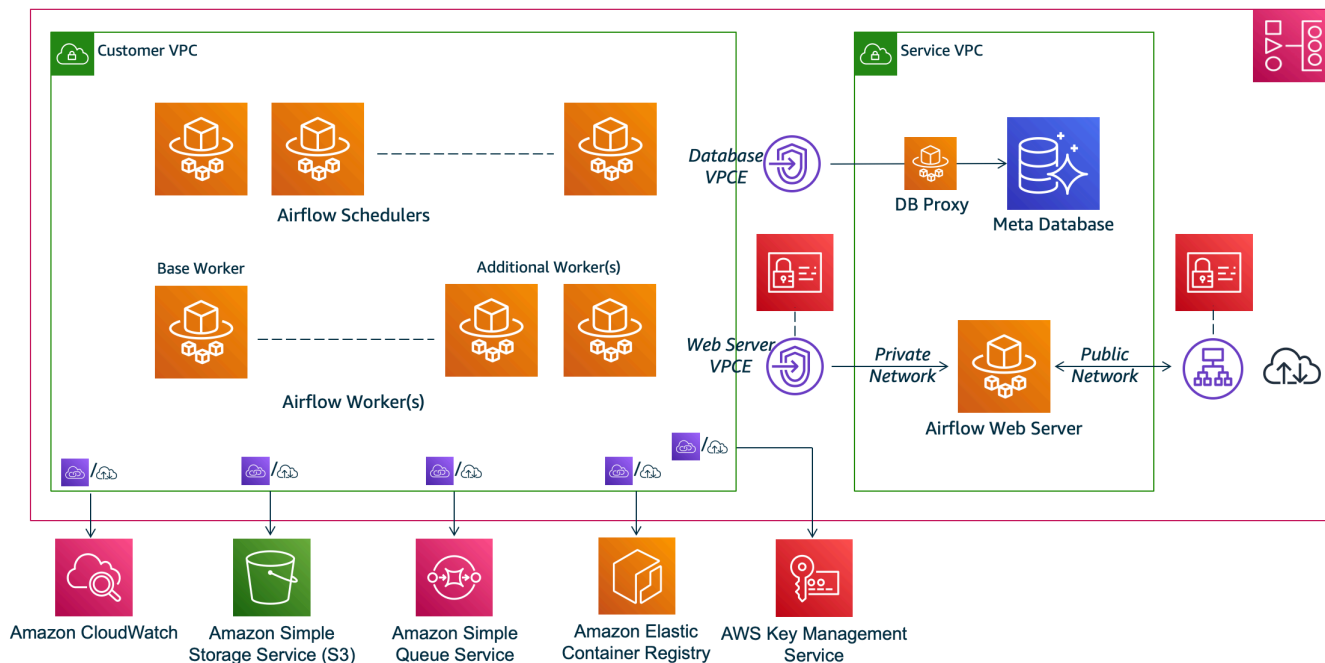 Customer VPC
Service VPC
Database
VPCE
DB Proxy
Meta Database
Airflow Schedulers
Base Worker
Additional Worker(s)
Web Server
VPCE
Private
Network
Public
Network
Airflow Worker(s)
Airflow Web Server
/
/
/
/
/
Amazon CloudWatch
Amazon Simple
Storage Service (S3)
Amazon Simple
Queue Service
Amazon Elastic
Container Registry
AWS Key Management
Service